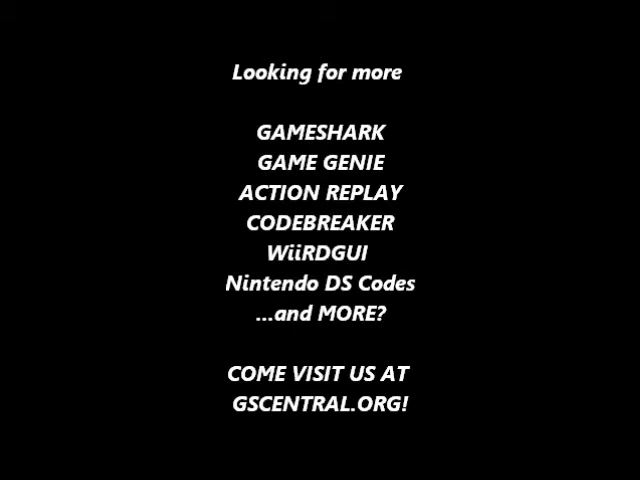 Looking for more
GAMESHARK
GAME GENIE
ACTION REPLAY
CODEBREAKER
WiiRDGUI
Nintendo DS Codes
...and MORE?
COME VISIT US AT
GSCENTRAL.ORG!